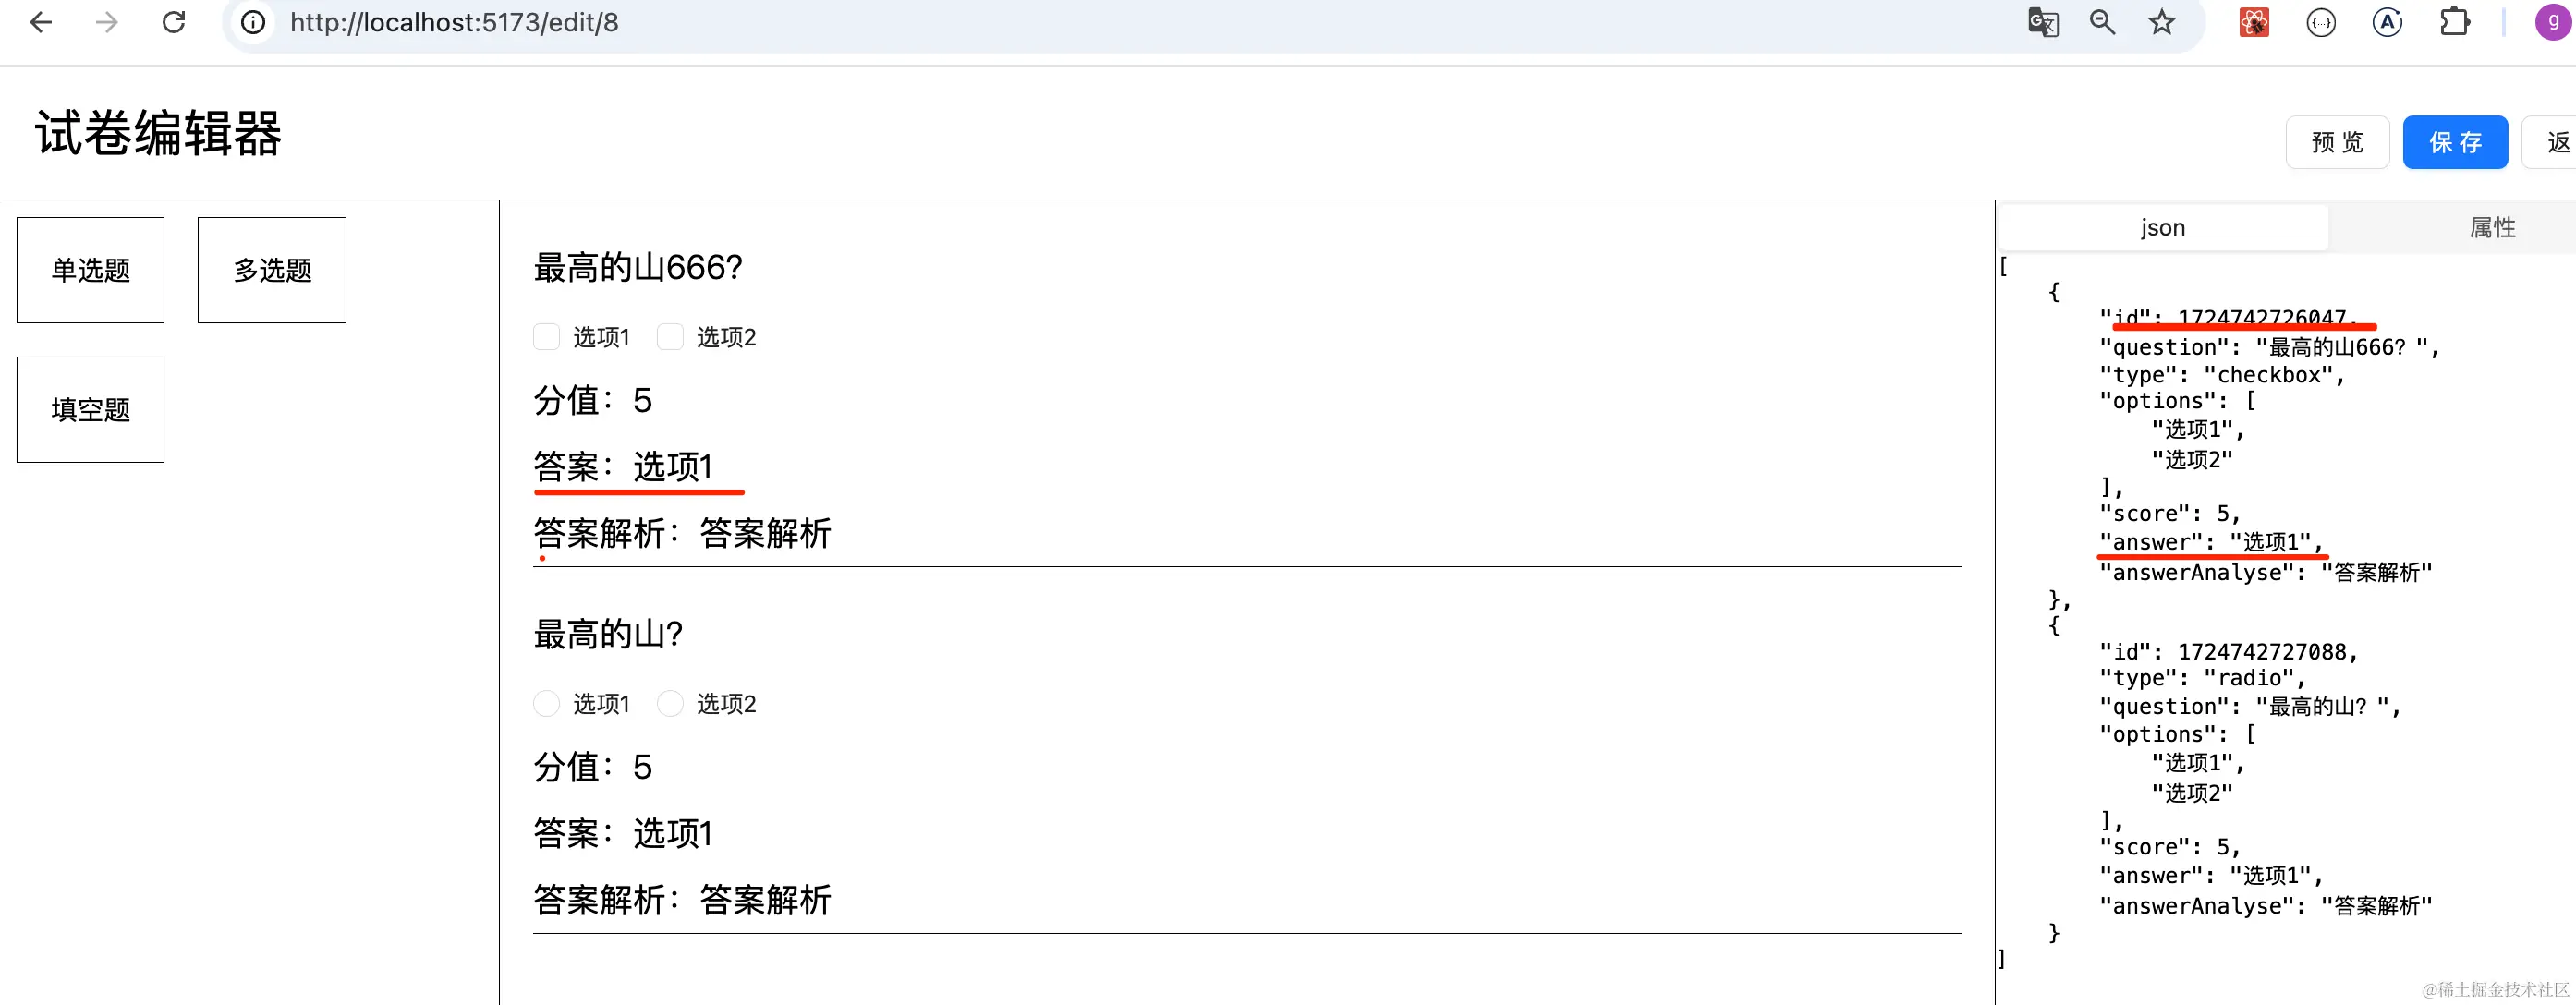 http://localhost:5173/edit/8
g
试卷编辑器
预 览
保 存
返
单选题
多选题
填空题
最高的山666?
选项1
选项2
分值：5
答案：选项1
答案解析：答案解析
最高的山?
选项1
选项2
分值：5
答案：选项1
答案解析：答案解析
json
属性
[
{
"id": 1724742726047,
"question": "最高的山666? ",
"type": "checkbox",
"options": [
"选项1",
"选项2"
],
"score": 5,
"answer": "选项1",
"answerAnalyse": "答案解析"
},
{
"id": 1724742727088,
"type": "radio",
"question": "最高的山? ",
"options": [
"选项1",
"选项2"
],
"score": 5,
"answer": "选项1",
"answerAnalyse": "答案解析"
}
]
@稀土掘金技术社区